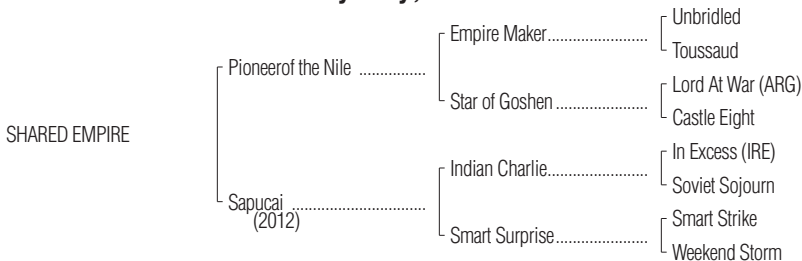 Unbridled
Empire Maker......................
Toussaud
Pioneerof the Nile ...............
Lord At War (ARG)
Star of Goshen .....................
Castle Eight
SHARED EMPIRE
In Excess (IRE)
Indian Charlie.......................
Soviet Sojourn
Sapucai ..............................
(2012)
Smart Strike
Smart Surprise.....................
Weekend Storm